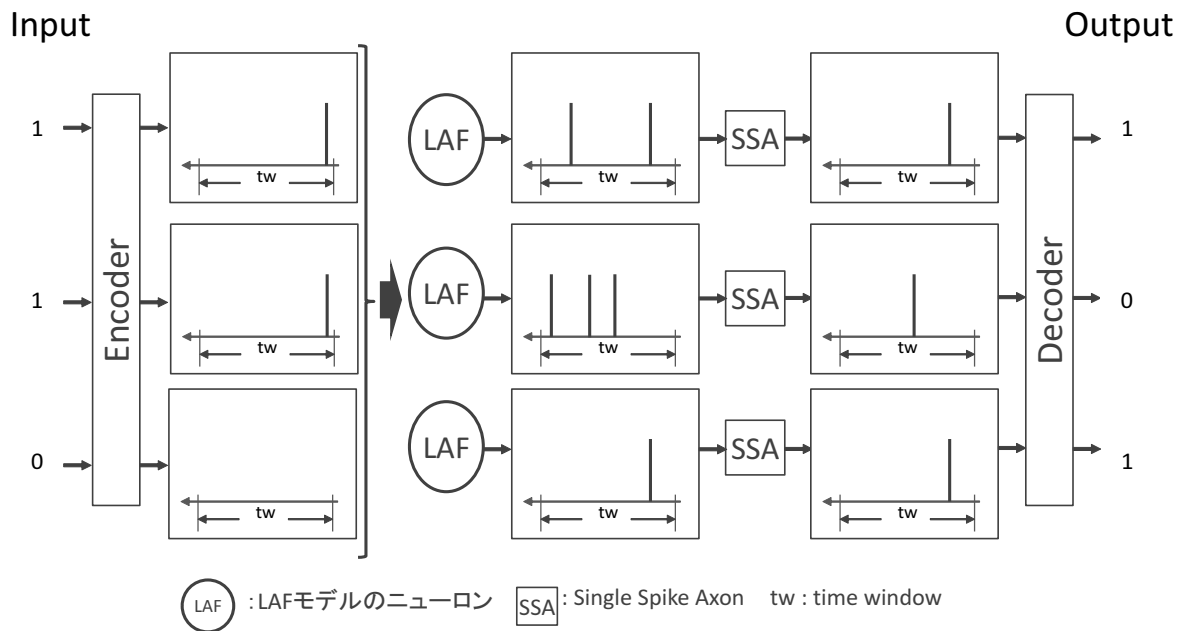 Input
Output
1
Encoder
tw
LAF
tw
SSA
tw
Decoder
1
1
tw
LAF
tw
SSA
tw
0
0
tw
LAF
tw
SSA
tw
1
LAF : LAFモデルのニューロン SSA : Single Spike Axon tw : time window